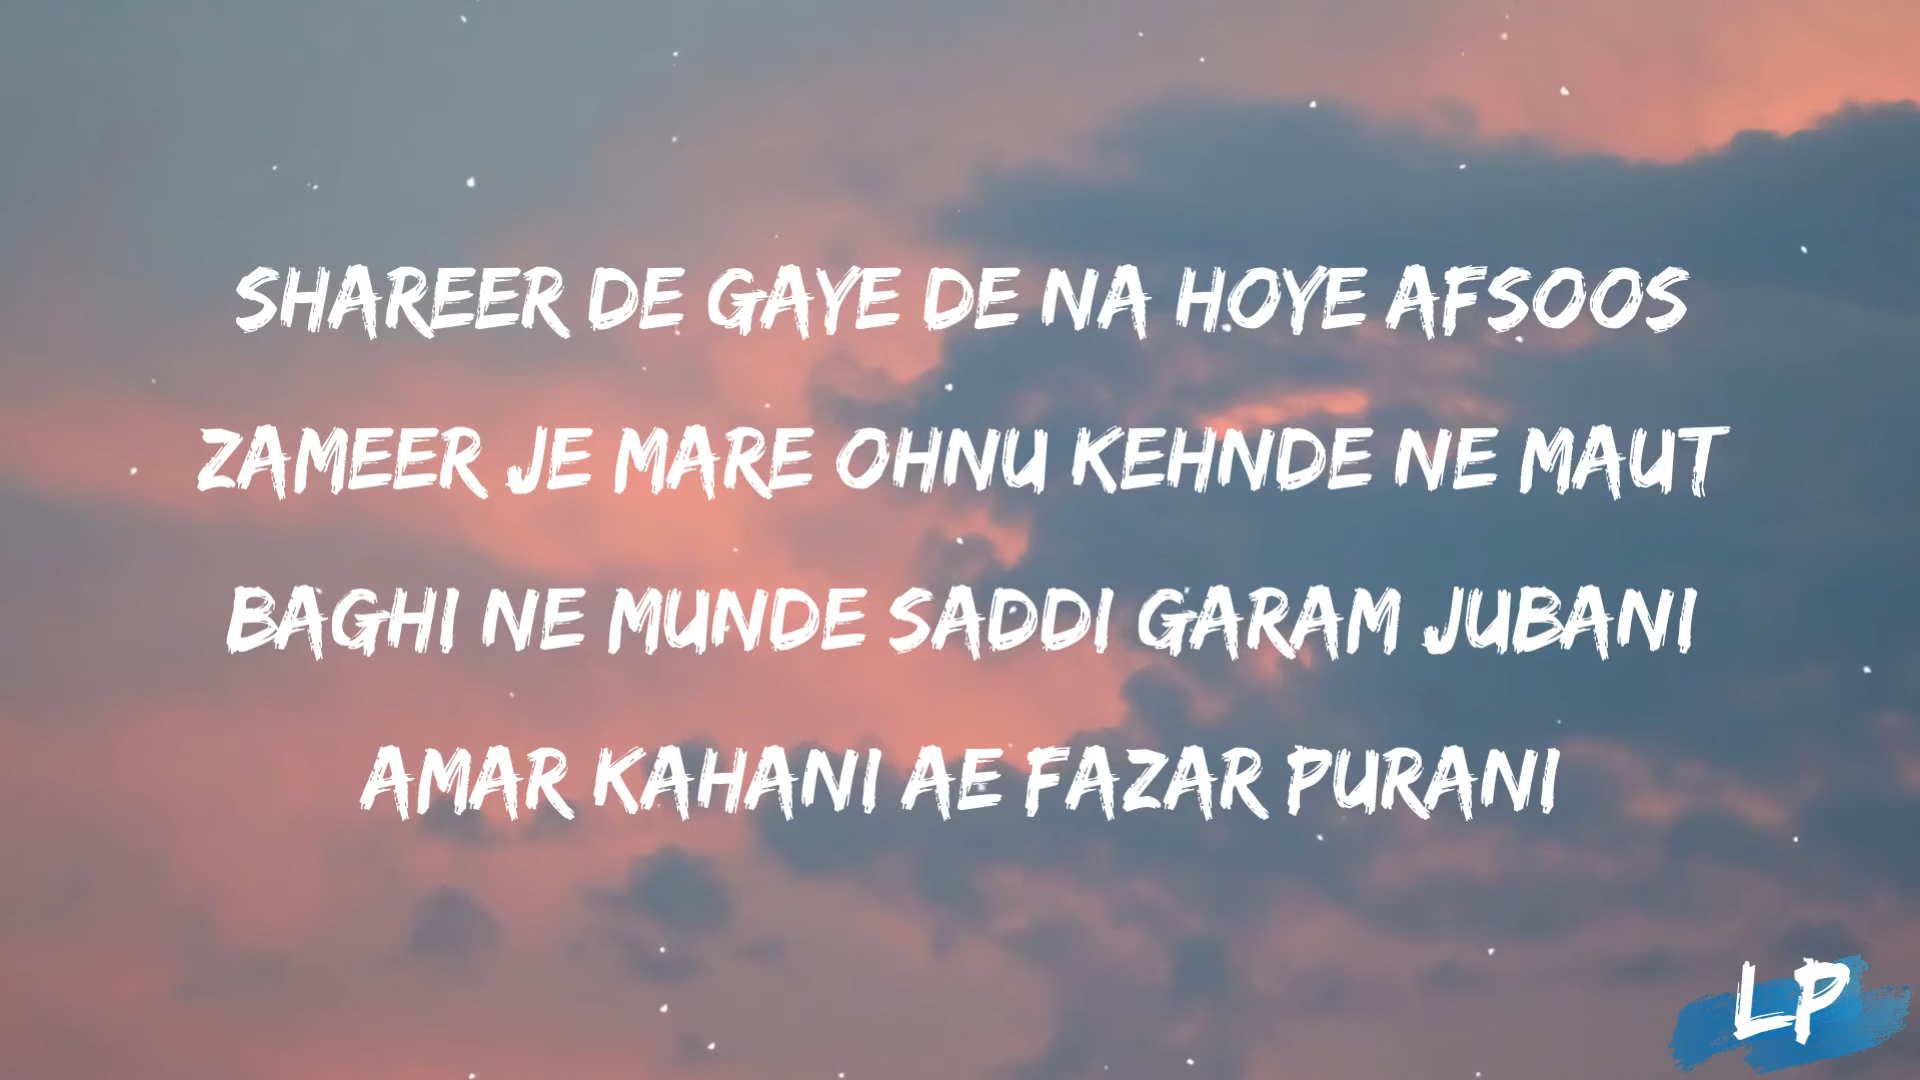 SHAREER DE GAYE DE NA HOYE AFSOOS
ZAMEER JE MARE OHNU KEHNDE NE MAUT
BAGHI NE MUNDE SADDI GARAM JUBANI
AMAR KAHANI AE FAZAR PURANI
LP